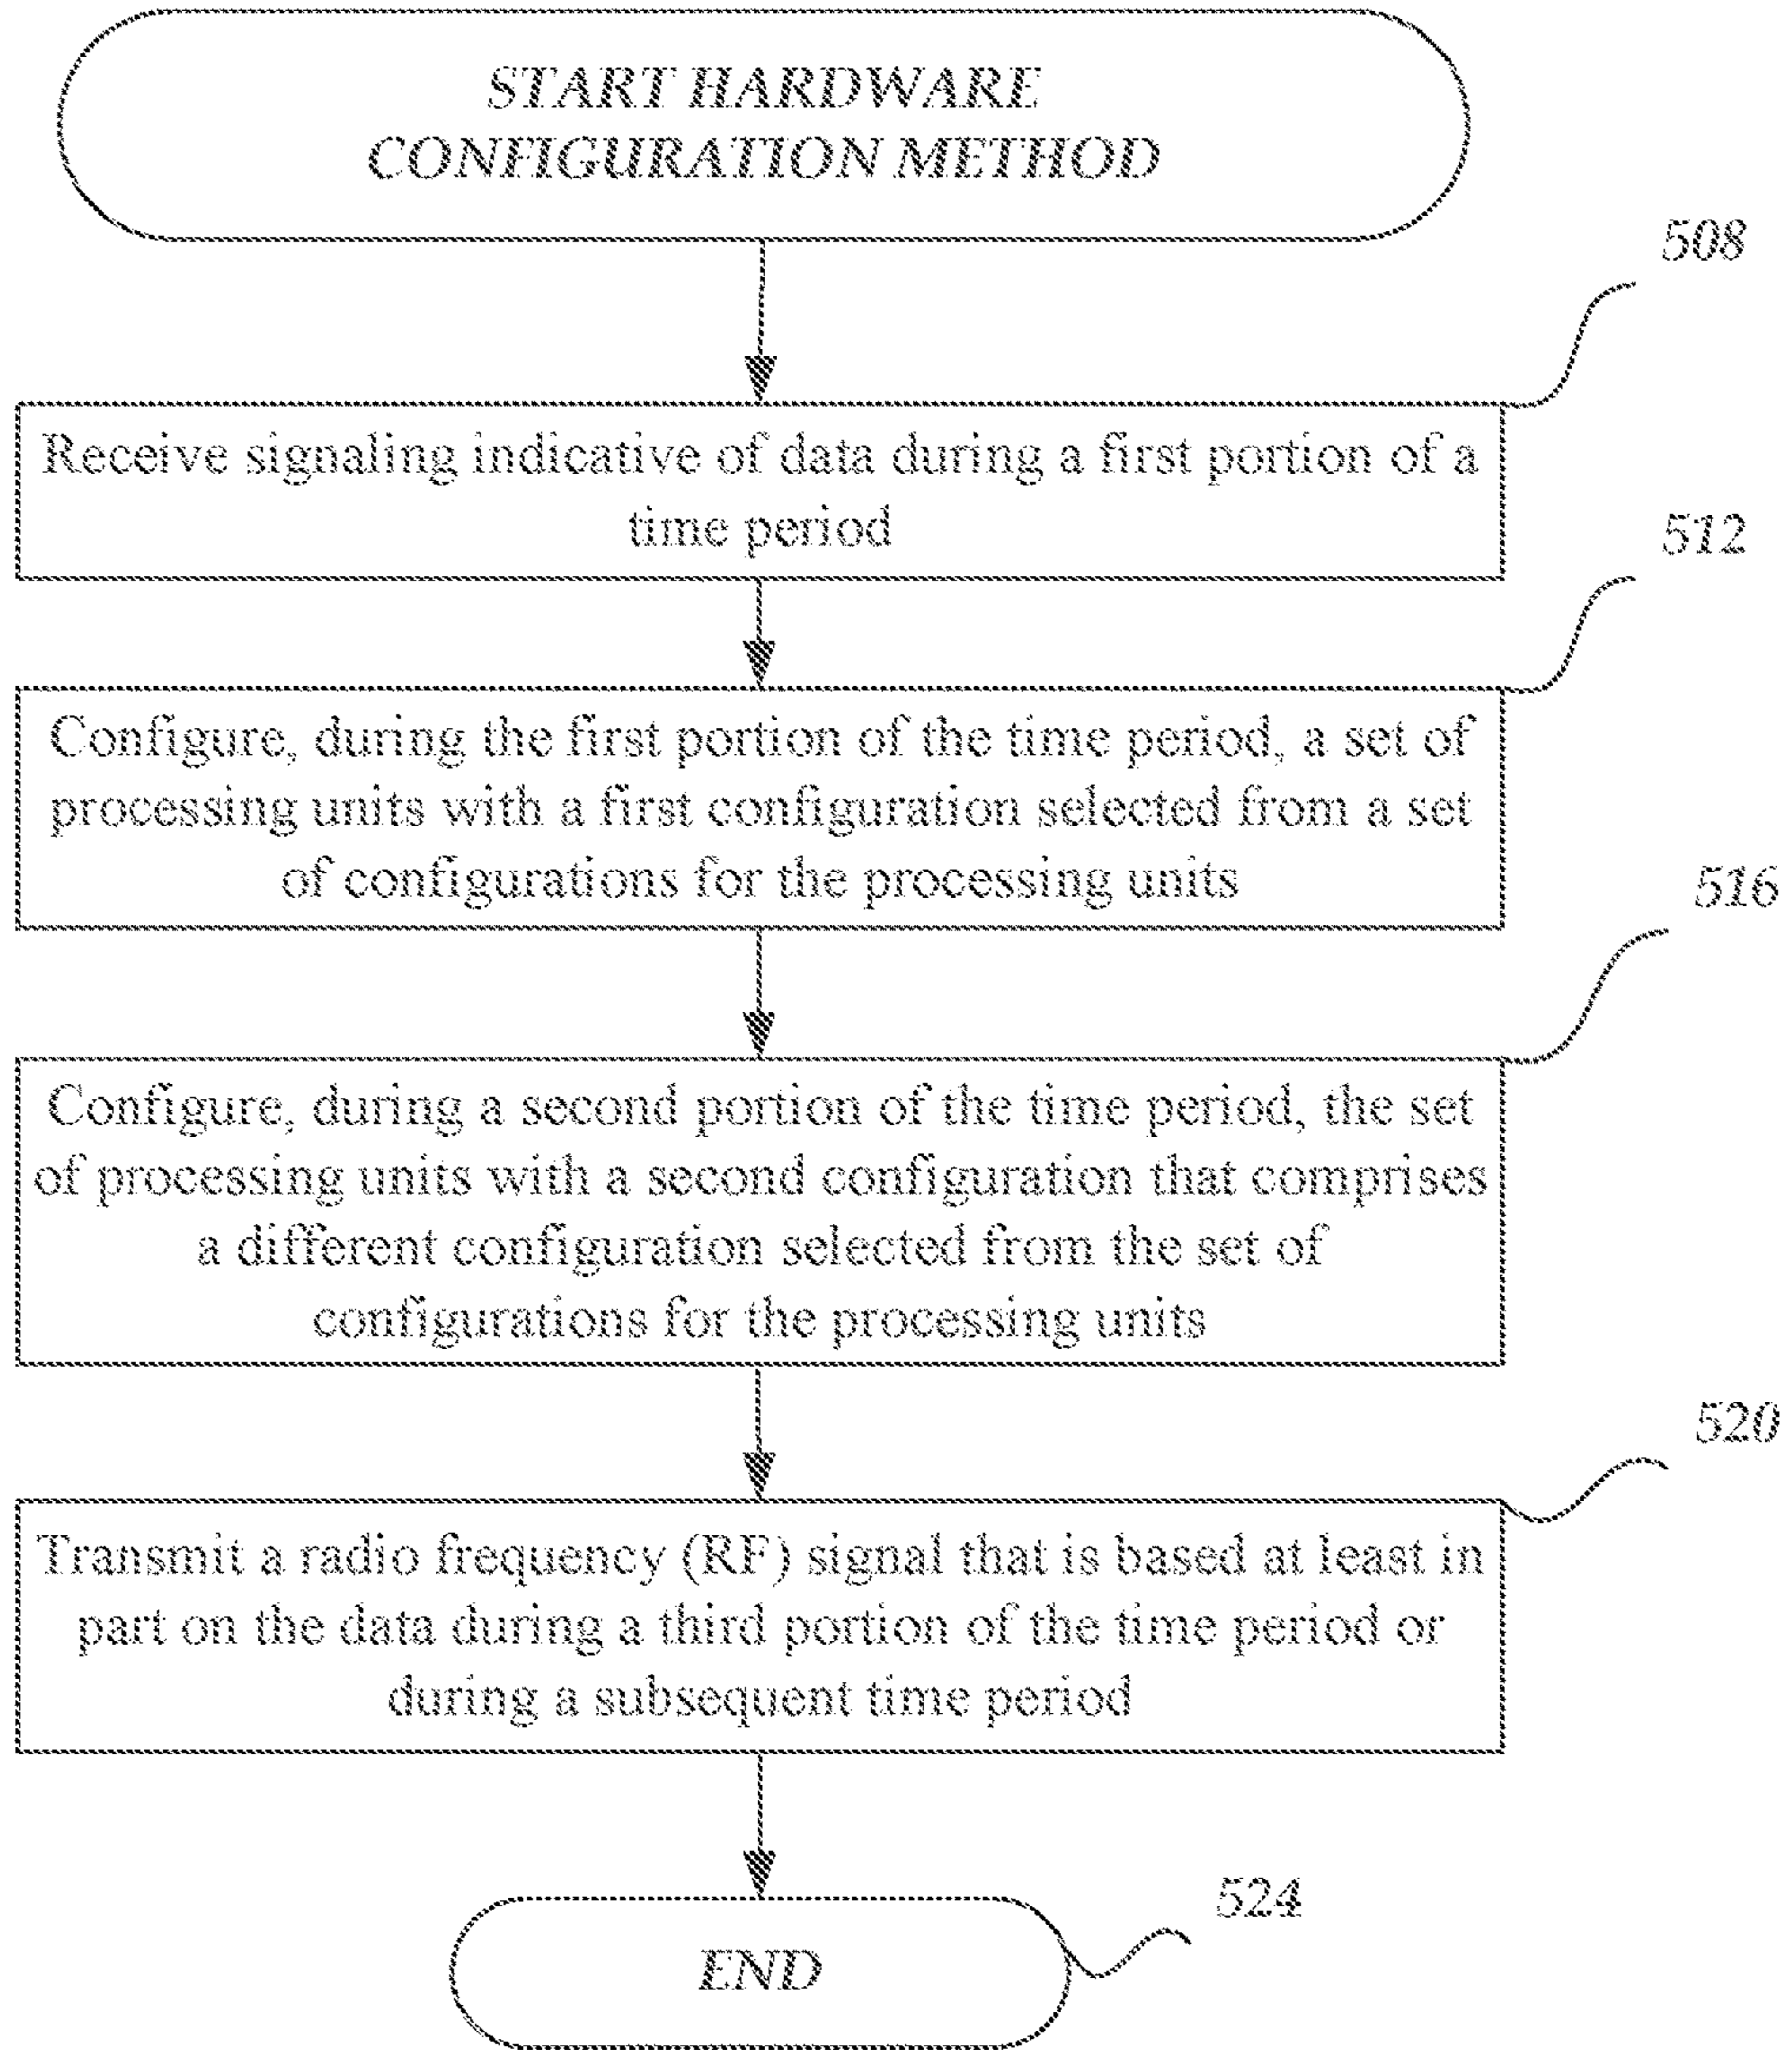 START HARDWARE
CONFIGURATION METHOD
508
Receive signaling indicative of data during a first portion of a
time period
512
Configure, during the first portion of the time period, a set of
processing units with a first configuration selected from a set
of configurations for the processing units
516
Configure, during a second portion of the time period, the set
of processing units with a second configuration that comprises
a different configuration selected from the set of
configurations for the processing units
520
Transmit a radio frequency (RF) signal that is based at least in
part on the data during a third portion of the time period or
during a subsequent time period
524
END